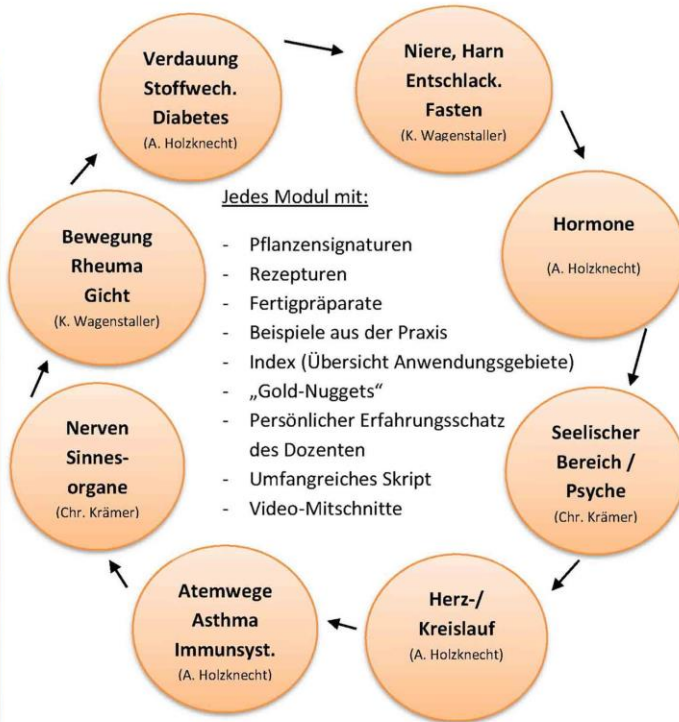 Verdauung
Stoffwech.
Diabetes
(A. Holzknecht)
Niere, Harn
Entschlack.
Fasten
(K. Wagenstaller)
Hormone
(A. Holzknecht)
Seelischer
Bereich /
Psyche
(Chr. Krämer)
Herz-/
Kreislauf
(A. Holzknecht)
Atemwege
Asthma
Immunsyst.
(A. Holzknecht)
Nerven
Sinnes-
organe
(Chr. Krämer)
Bewegung
Rheuma
Gicht
(K. Wagenstaller)
Jedes Modul mit:
- Pflanzensignaturen
- Rezepturen
- Fertigpräparate
- Beispiele aus der Praxis
- Index (Übersicht Anwendungsgebiete)
- „Gold-Nuggets“
- Persönlicher Erfahrungsschatz
des Dozenten
- Umfangreiches Skript
- Video-Mitschnitte